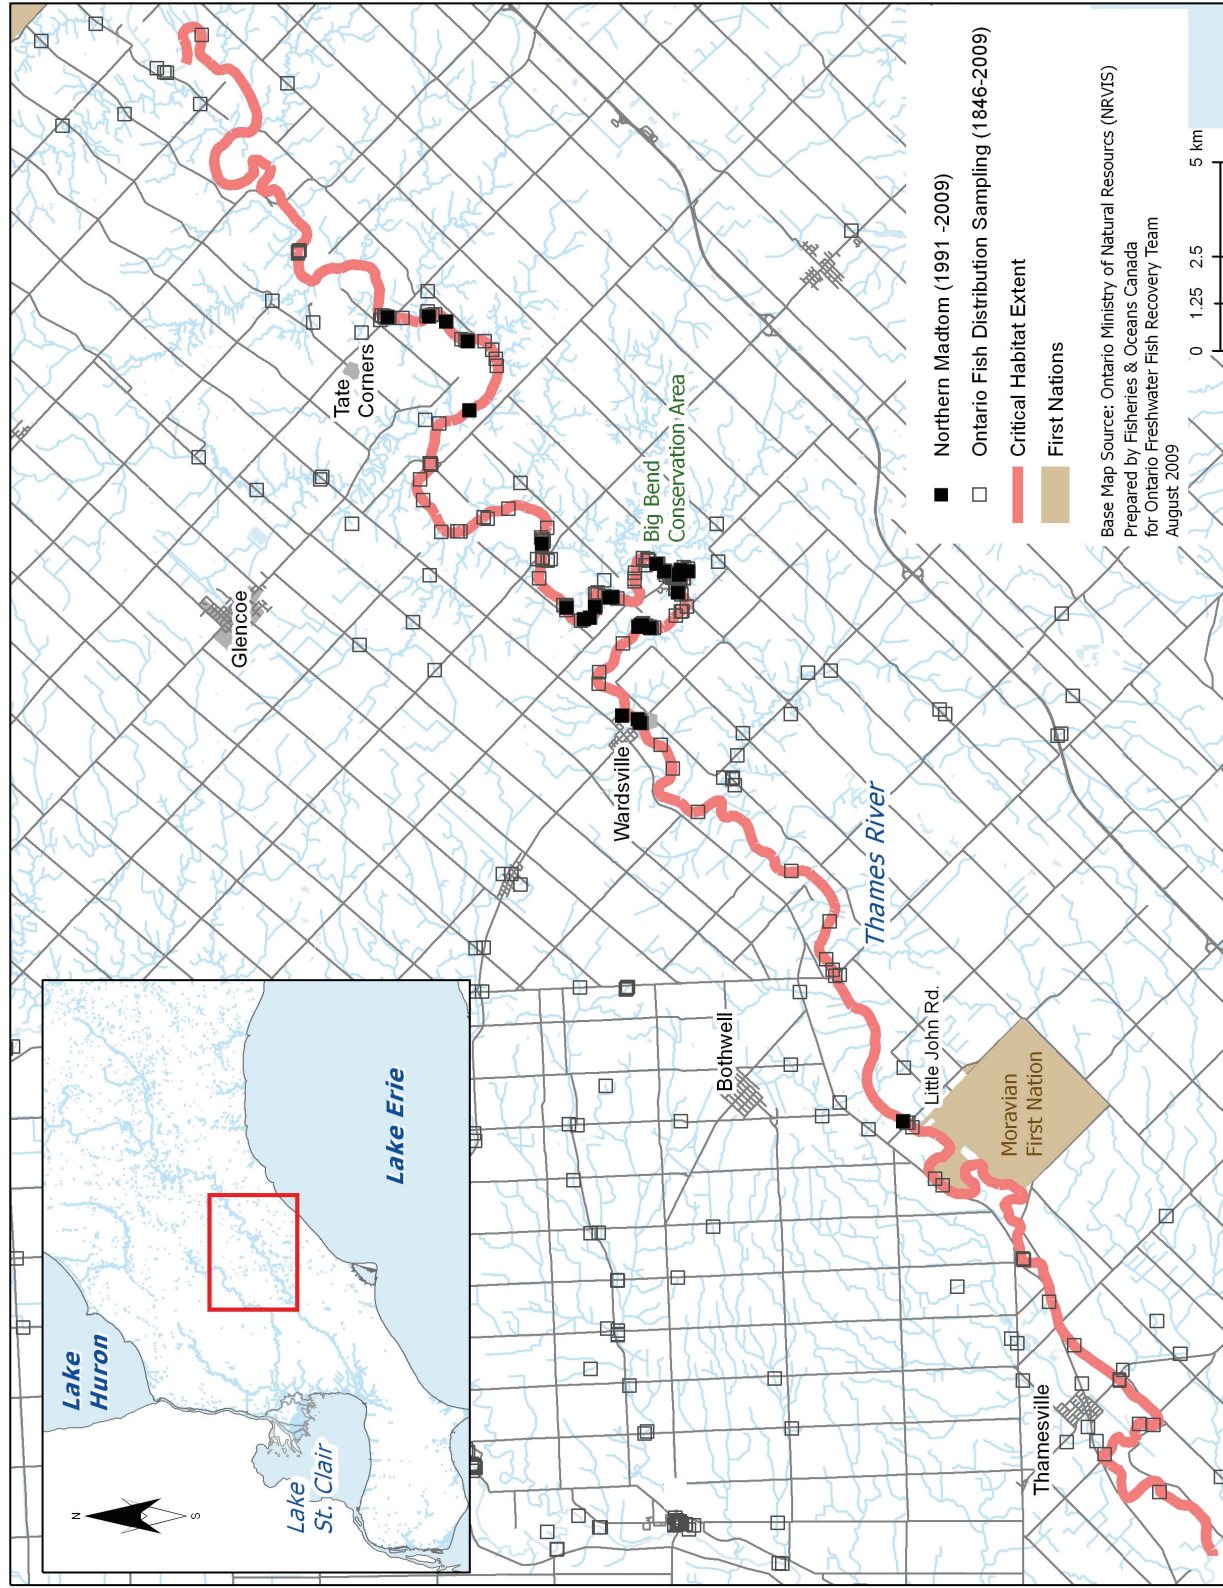 N
S
Lake
Huron
Lake
St. Clair
Lake Erie
Glencoe
Tate
Corners
Big Bend
Conservation Area
Wardsville
Thames River
Bothwell
Little John Rd.
Moravian
First Nation
Thamesville
Northern Madtom (1991 -2009)
Ontario Fish Distribution Sampling (1846-2009)
Critical Habitat Extent
First Nations
Base Map Source: Ontario Ministry of Natural Resourcs (NRVIS)
Prepared by Fisheries & Oceans Canada
for Ontario Freshwater Fish Recovery Team
August 2009
0 1.25 2.5 5 km